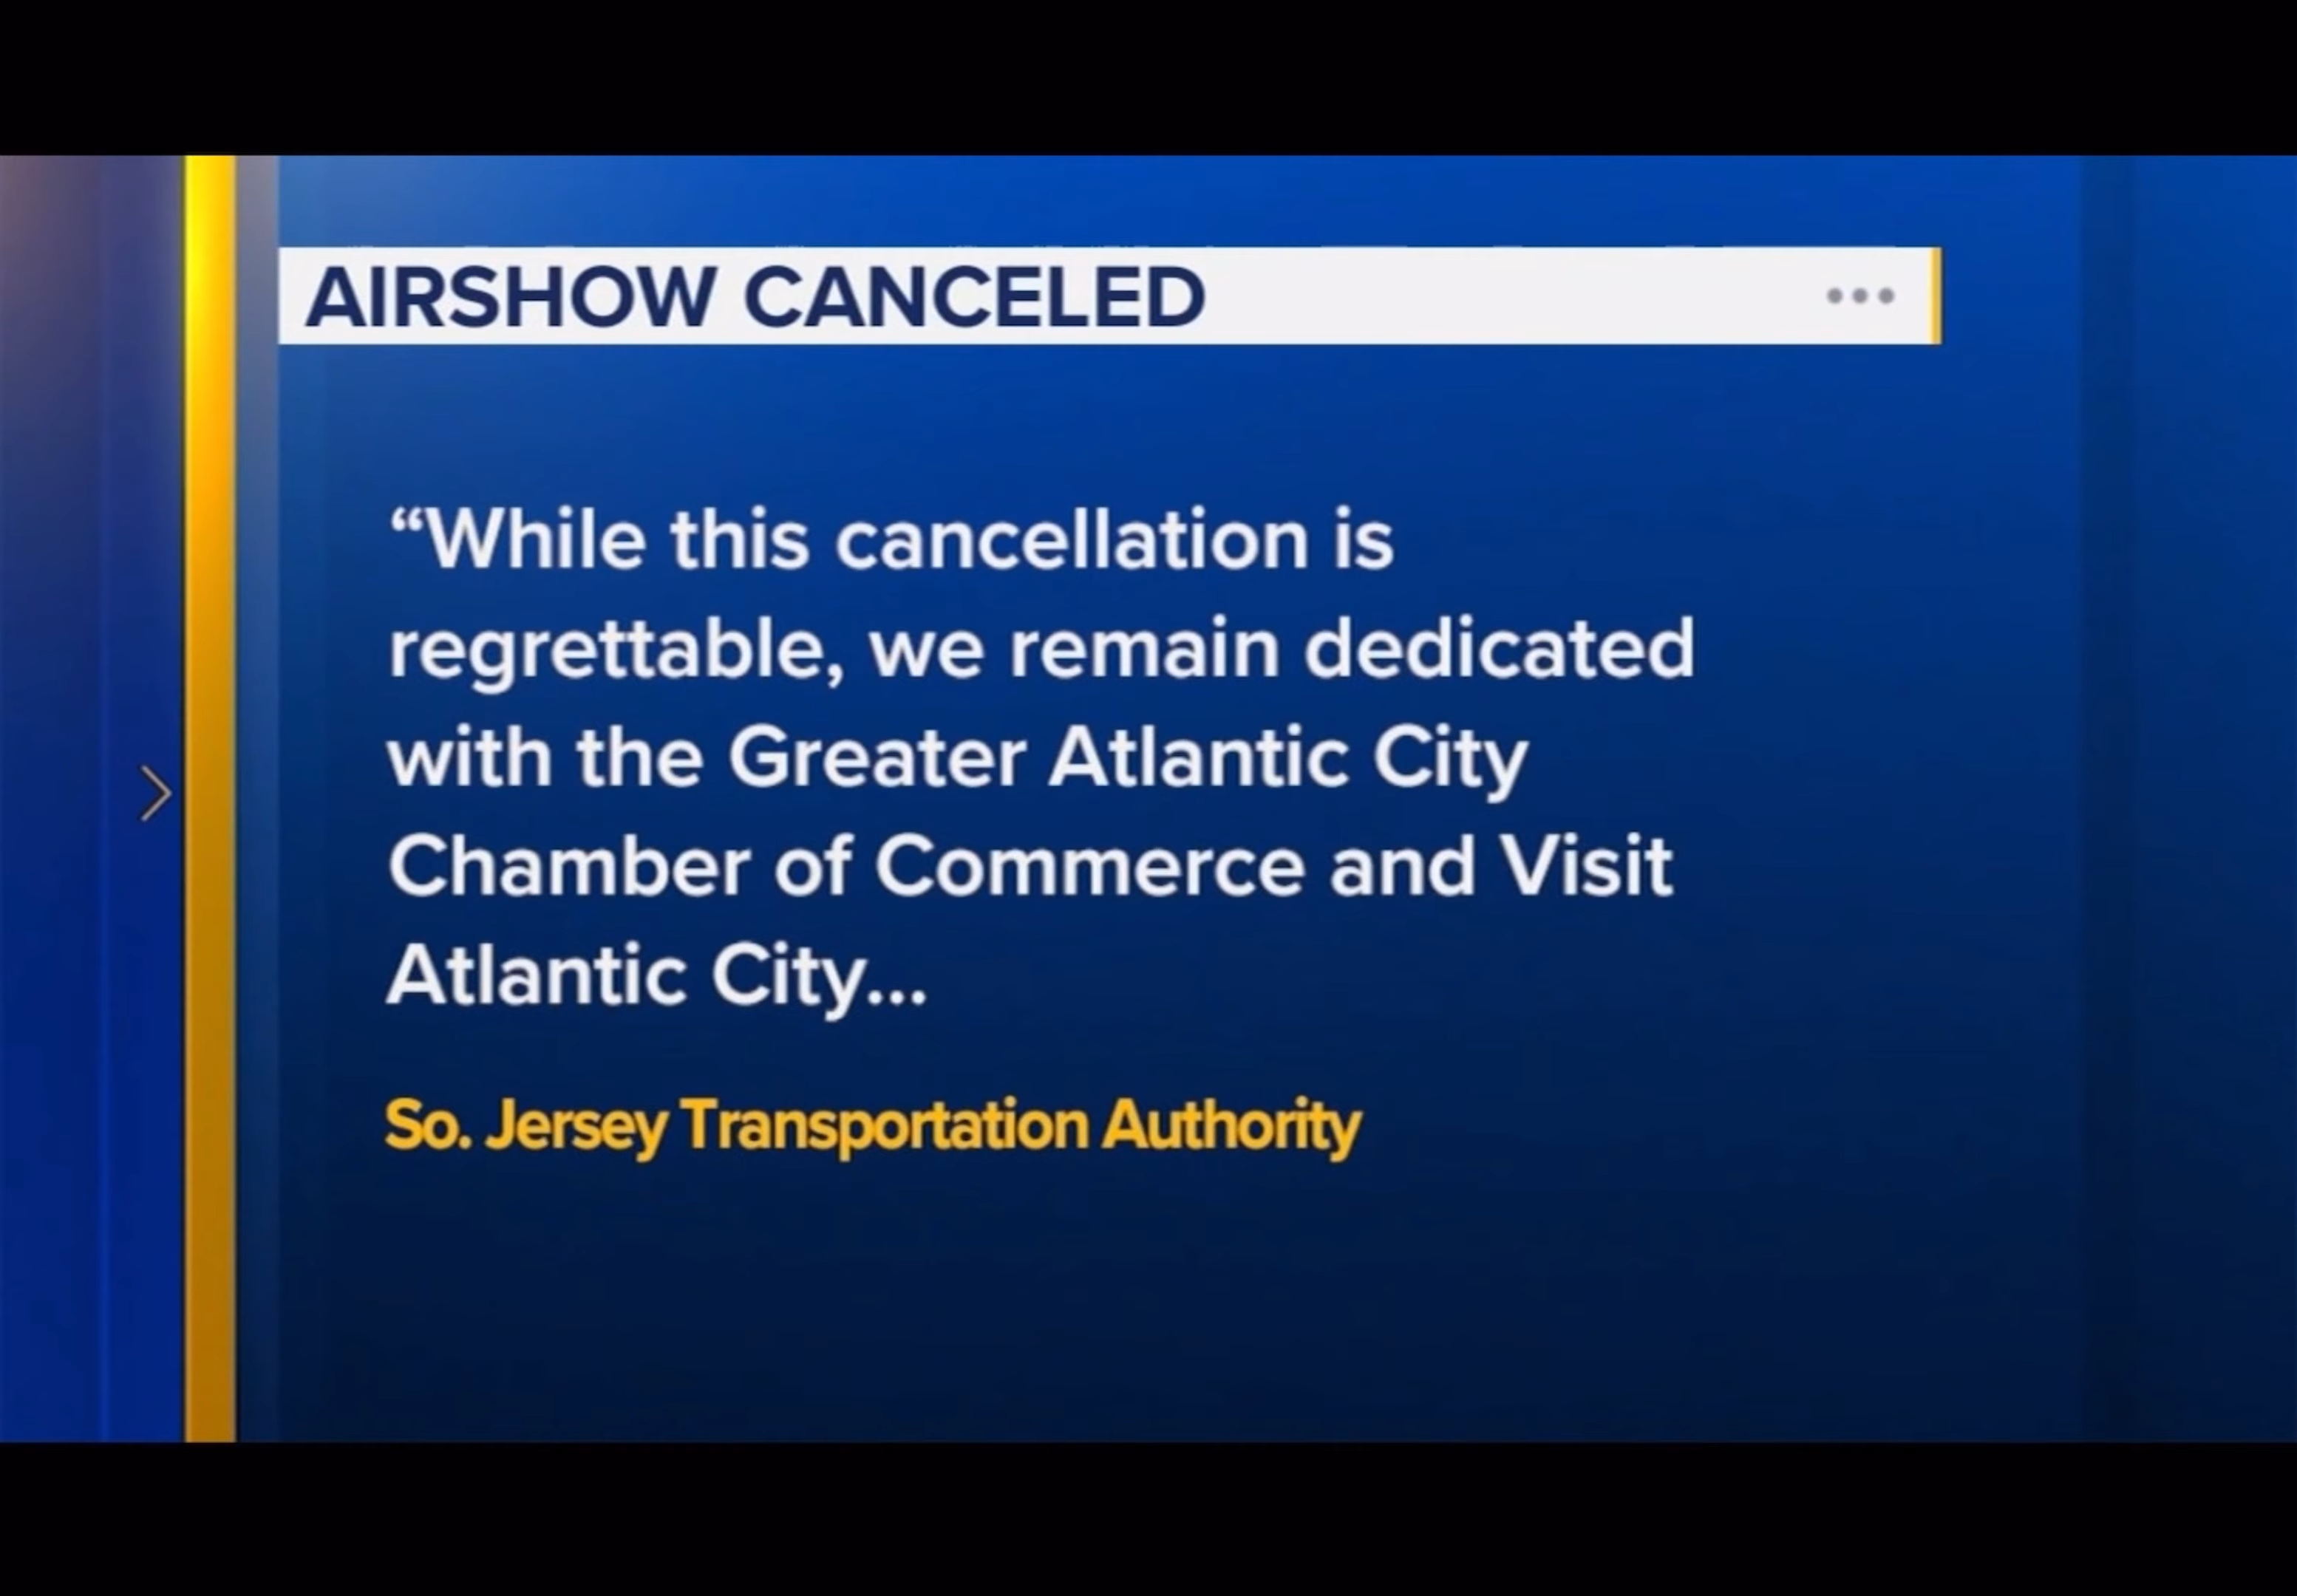 AIRSHOW CANCELED
“While this cancellation is
regrettable, we remain dedicated
with the Greater Atlantic City
Chamber of Commerce and Visit
Atlantic City...
So. Jersey Transportation Authority